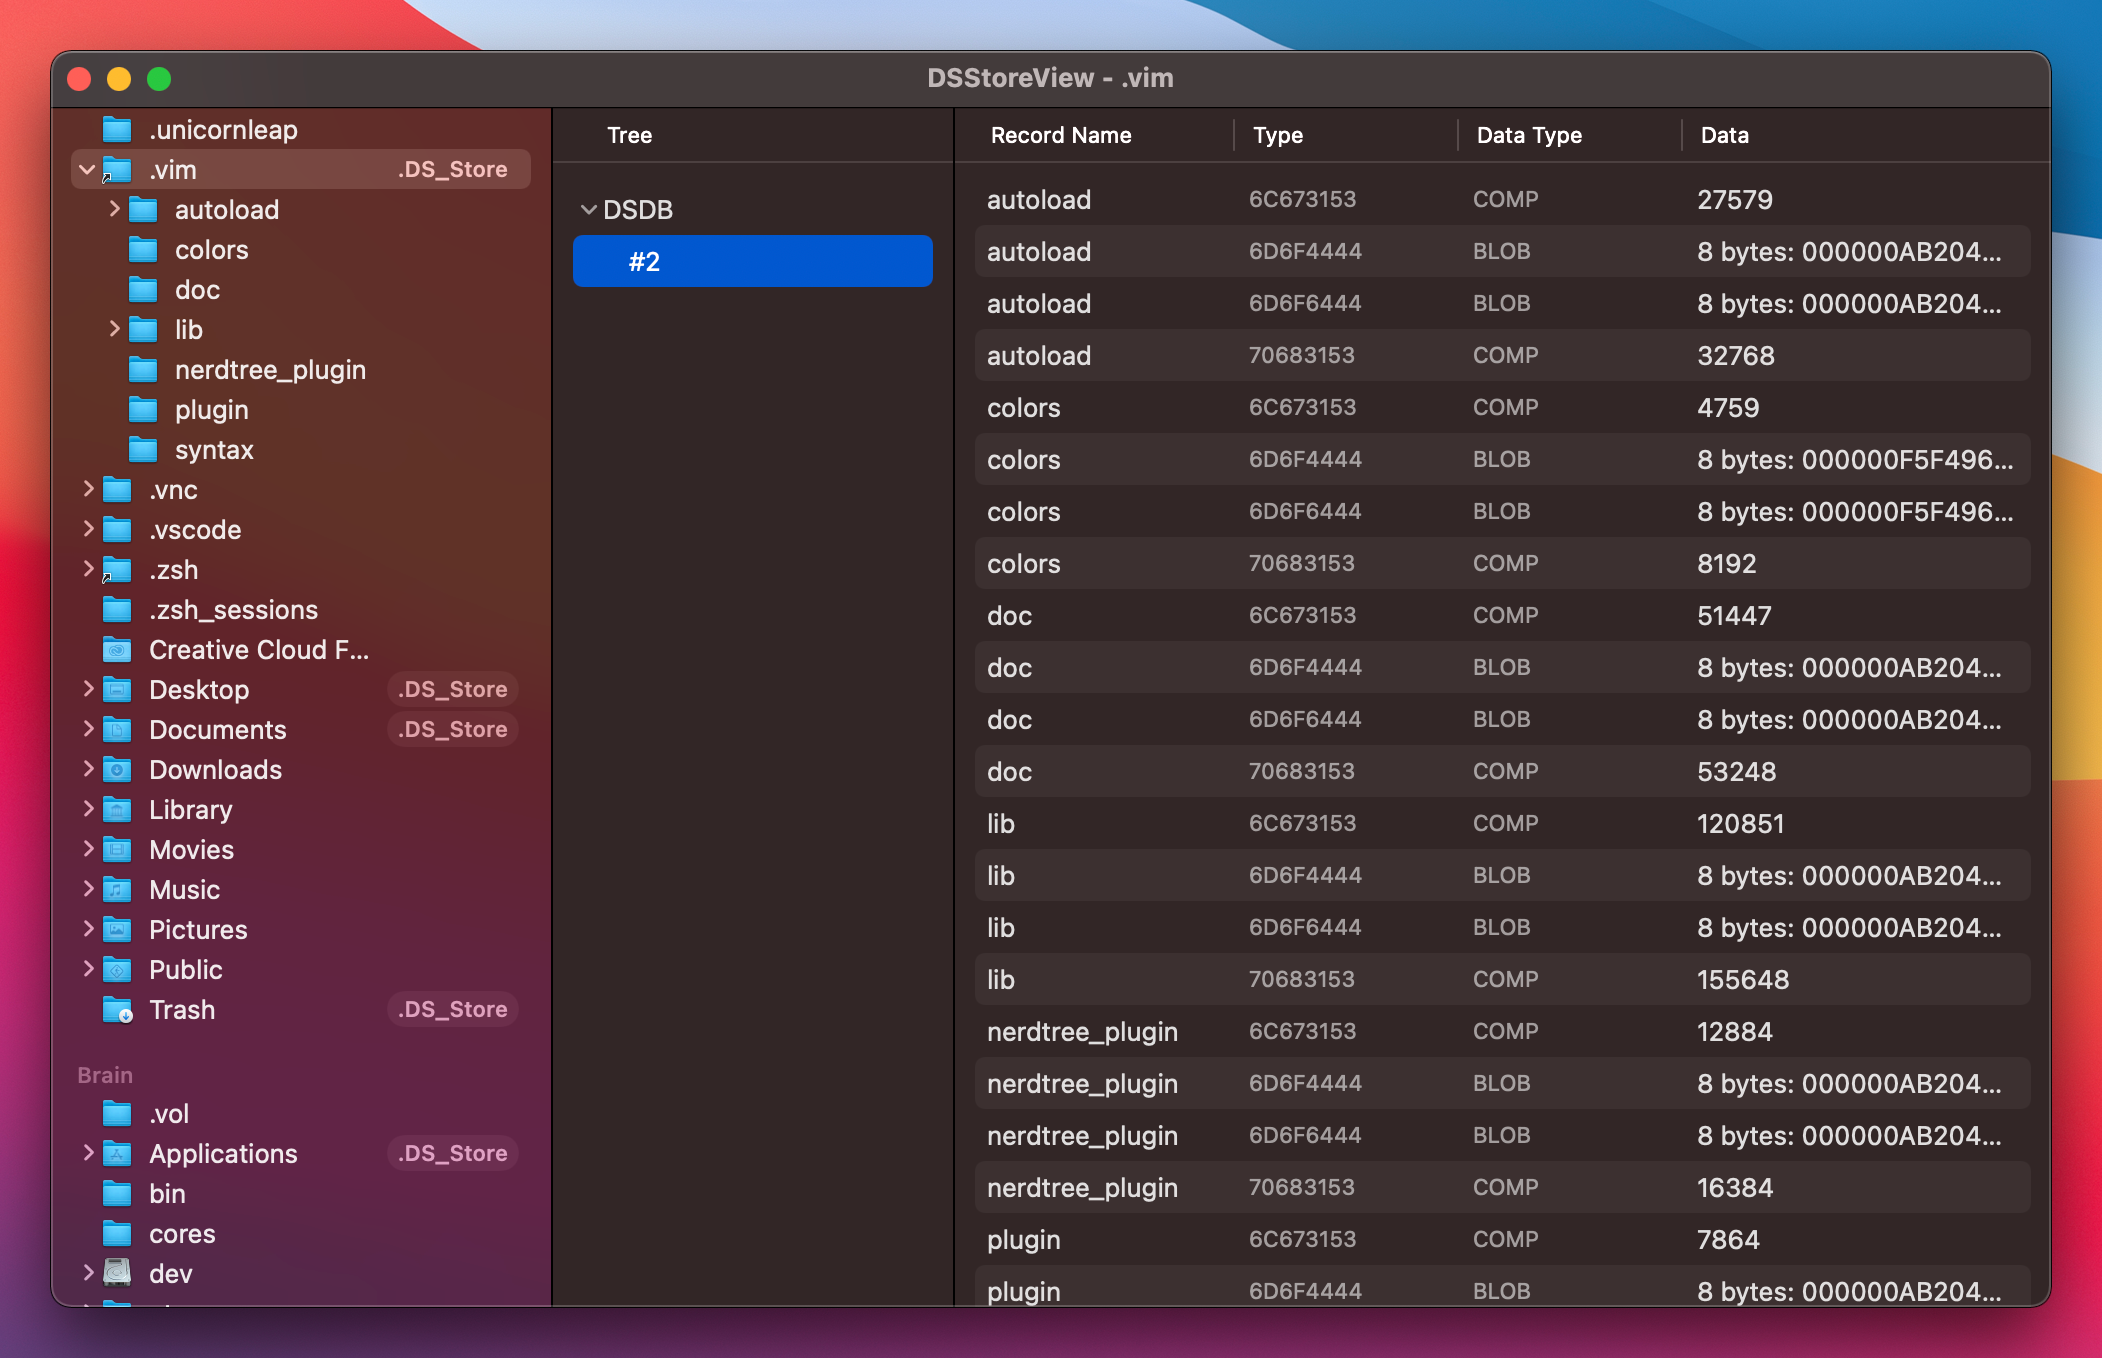 DSStoreView - .vim
.unicornleap
.vim .DS_Store
autoload
colors
doc
lib
nerdtree_plugin
plugin
syntax
.vnc
.vscode
.zsh
.zsh_sessions
Creative Cloud F...
Desktop .DS_Store
Documents .DS_Store
Downloads
Library
Movies
Music
Pictures
Public
Trash .DS_Store
Brain
.vol
Applications .DS_Store
bin
cores
dev
Tree
DSDB
#2
Record Name Type Data Type Data
autoload 6C673153 COMP 27579
autoload 6D6F4444 BLOB 8 bytes: 000000AB204...
autoload 6D6F6444 BLOB 8 bytes: 000000AB204...
autoload 70683153 COMP 32768
colors 6C673153 COMP 4759
colors 6D6F4444 BLOB 8 bytes: 000000F5F496...
colors 6D6F6444 BLOB 8 bytes: 000000F5F496...
colors 70683153 COMP 8192
doc 6C673153 COMP 51447
doc 6D6F4444 BLOB 8 bytes: 000000AB204...
doc 6D6F6444 BLOB 8 bytes: 000000AB204...
doc 70683153 COMP 53248
lib 6C673153 COMP 120851
lib 6D6F4444 BLOB 8 bytes: 000000AB204...
lib 6D6F6444 BLOB 8 bytes: 000000AB204...
lib 70683153 COMP 155648
nerdtree_plugin 6C673153 COMP 12884
nerdtree_plugin 6D6F4444 BLOB 8 bytes: 000000AB204...
nerdtree_plugin 6D6F6444 BLOB 8 bytes: 000000AB204...
nerdtree_plugin 70683153 COMP 16384
plugin 6C673153 COMP 7864
plugin 6D6F4444 BLOB 8 bytes: 000000AB204...